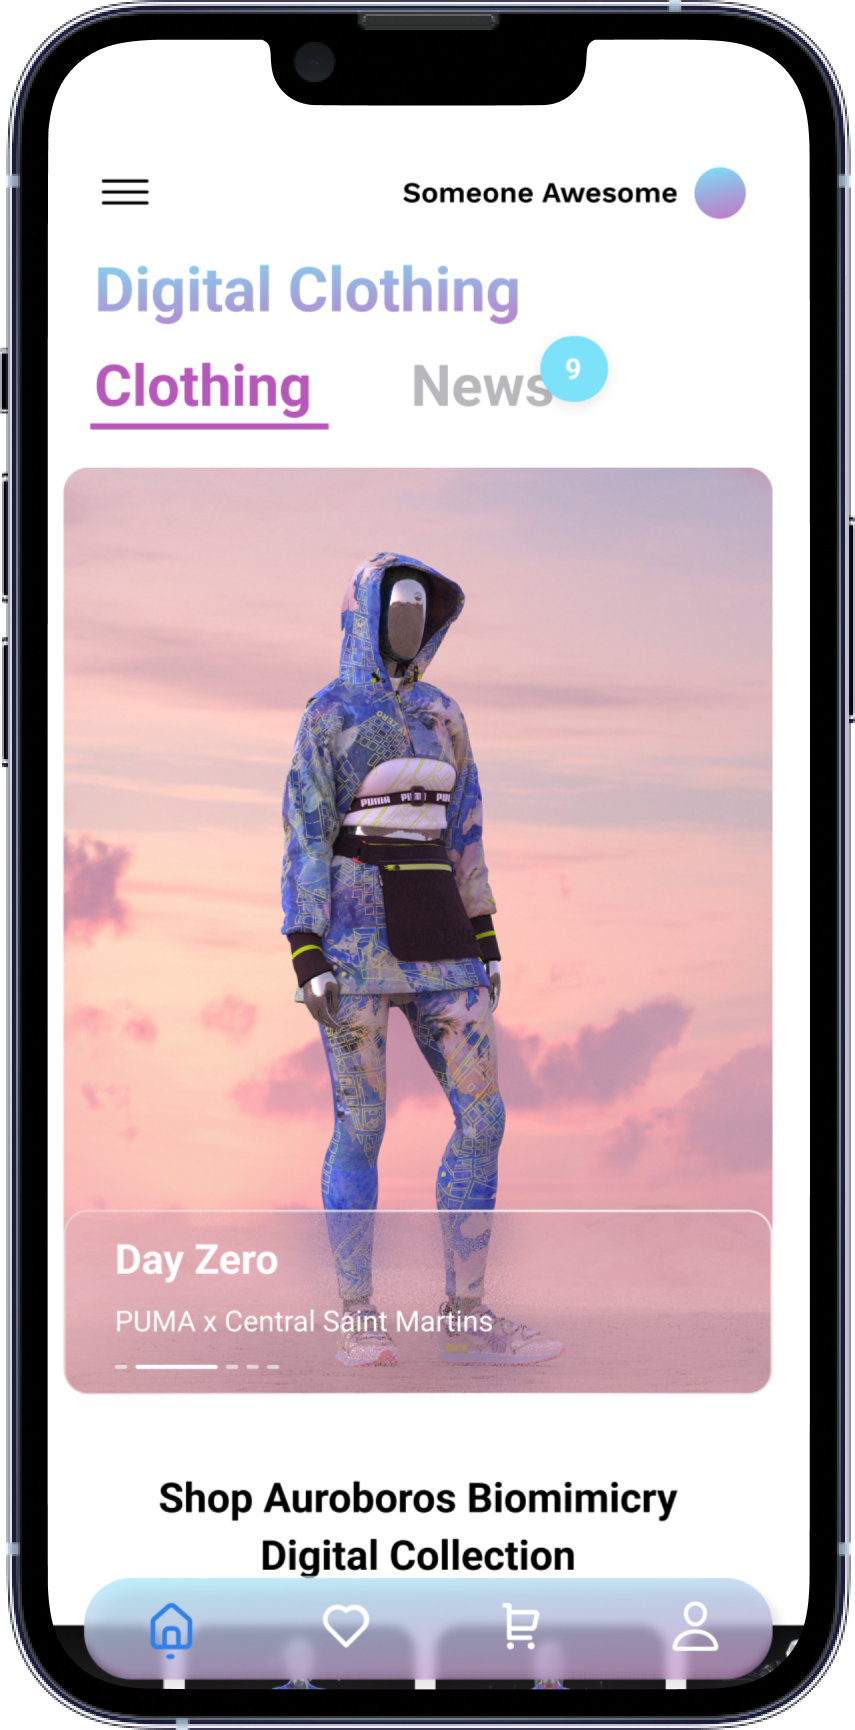 Someone Awesome
Digital Clothing
Clothing
News
9
PUMA PU
Day Zero
PUMA x Central Saint Martins
Shop Auroboros Biomimicry
Digital Collection